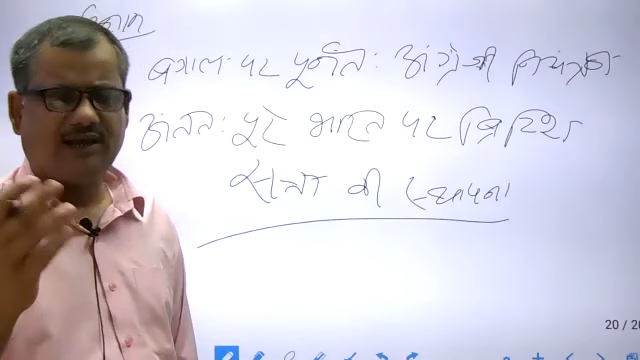 बंगाल पर पूर्णतः अंग्रेजी नियंत्रण
अंततः पूरे भारत पर ब्रिटिश
सत्ता की स्थापना
20 / 20